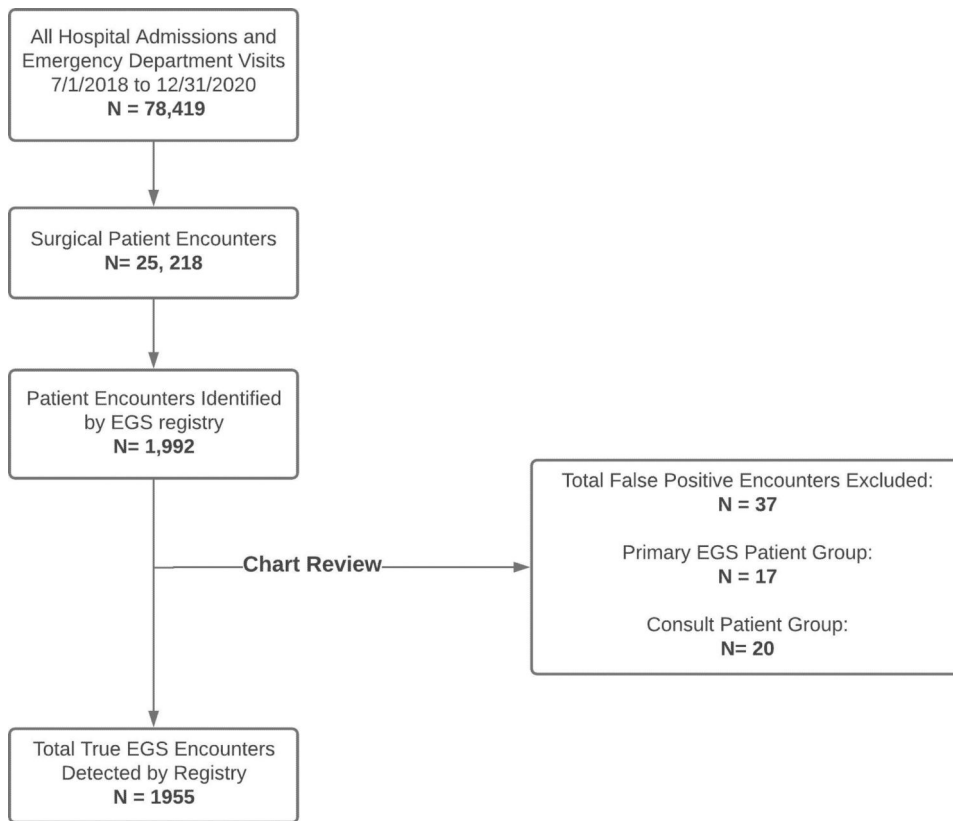 All Hospital Admissions and
Emergency Department Visits
7/1/2018 to 12/31/2020
N = 78,419
Surgical Patient Encounters
N= 25, 218
Patient Encounters Identified
by EGS registry
N= 1,992
Chart Review
Total False Positive Encounters Excluded:
N = 37
Primary EGS Patient Group:
N = 17
Consult Patient Group:
N= 20
Total True EGS Encounters
Detected by Registry
N = 1955